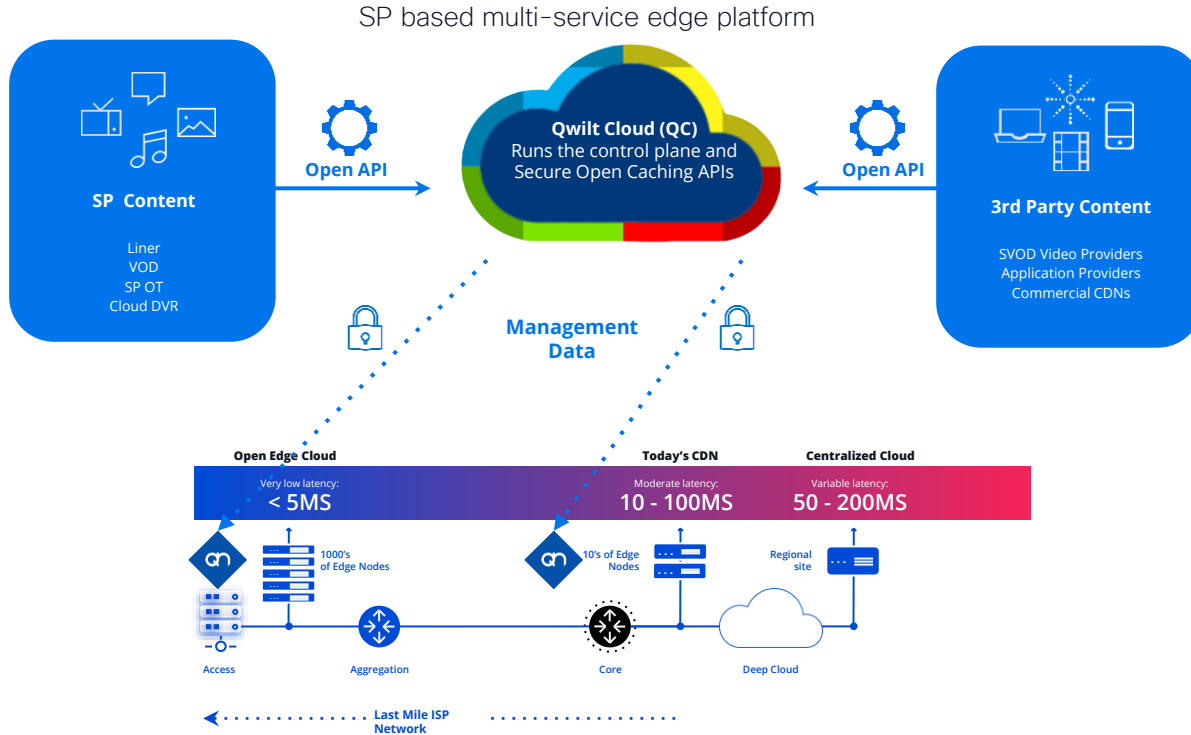 SP based multi-service edge platform
SP Content
Liner
VOD
SP OT
Cloud DVR
Open API
Qwilt Cloud (QC)
Runs the control plane and
Secure Open Caching APIs
Open API
3rd Party Content
SVOD Video Providers
Application Providers
Commercial CDNs
Management
Data
Open Edge Cloud
Today's CDN
Centralized Cloud
Very low latency:
< 5MS
Moderate latency:
10 - 100MS
Variable latency:
50 - 200MS
1000's
of Edge Nodes
10's of Edge
Nodes
Regional
site
Access
Aggregation
Core
Deep Cloud
Last Mile ISP
Network